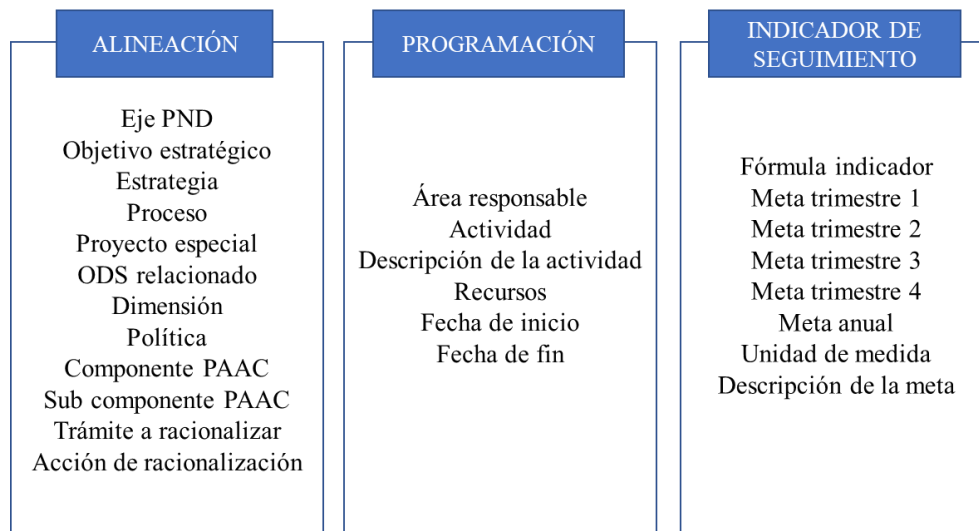 ALINEACIÓN
Eje PND
Objetivo estratégico
Estrategia
Proceso
Proyecto especial
ODS relacionado
Dimensión
Política
Componente PAAC
Sub componente PAAC
Trámite a racionalizar
Acción de racionalización
PROGRAMACIÓN
Área responsable
Actividad
Descripción de la actividad
Recursos
Fecha de inicio
Fecha de fin
INDICADOR DE
SEGUIMIENTO
Fórmula indicador
Meta trimestre 1
Meta trimestre 2
Meta trimestre 3
Meta trimestre 4
Meta anual
Unidad de medida
Descripción de la meta